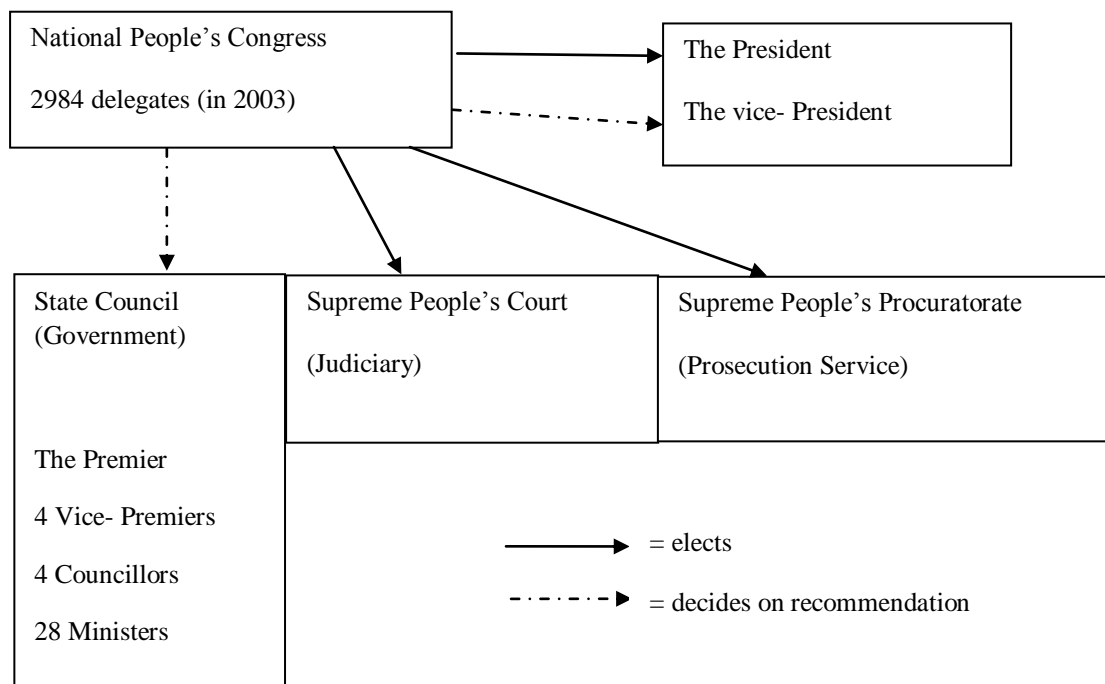 National People’s Congress
2984 delegates (in 2003)
The President
The vice- President
State Council
(Government)
The Premier
4 Vice- Premiers
4 Councillors
28 Ministers
Supreme People’s Court
(Judiciary)
Supreme People’s Procuratorate
(Prosecution Service)
= elects
= decides on recommendation